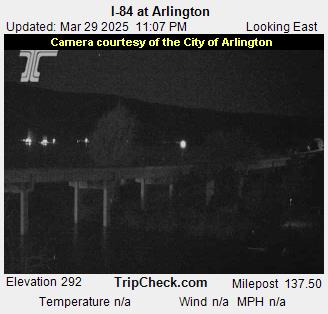 I-84 at Arlington
Updated: Mar 29 2025 11:07 PM Looking East
Camera courtesy of the City of Arlington
Elevation 292 TripCheck.com Milepost 137.50
Temperature n/a Wind n/a MPH n/a